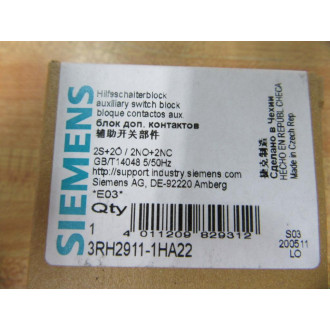 SIEMENS
Hilfsschalterblock
auxiliary switch block
bloque contactos aux
блок доп. контактов
辅助开关部件
2S+2Ö / 2NO+2NC
GB/T14048 5/50Hz
http://support.industry.siemens.com
Siemens AG, DE-92220 Amberg
*E03*
Qty
1
4 011209 829312
3RH2911-1HA22
捷克制造
Сделано в Чехии
HECHO EN REPUBL CHECA
Made in Czech Rep.
S03
200511
LO